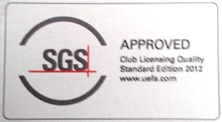 SGS
APPROVED
Club Licensing Quality
Standard Edition 2012
www.uefa.com